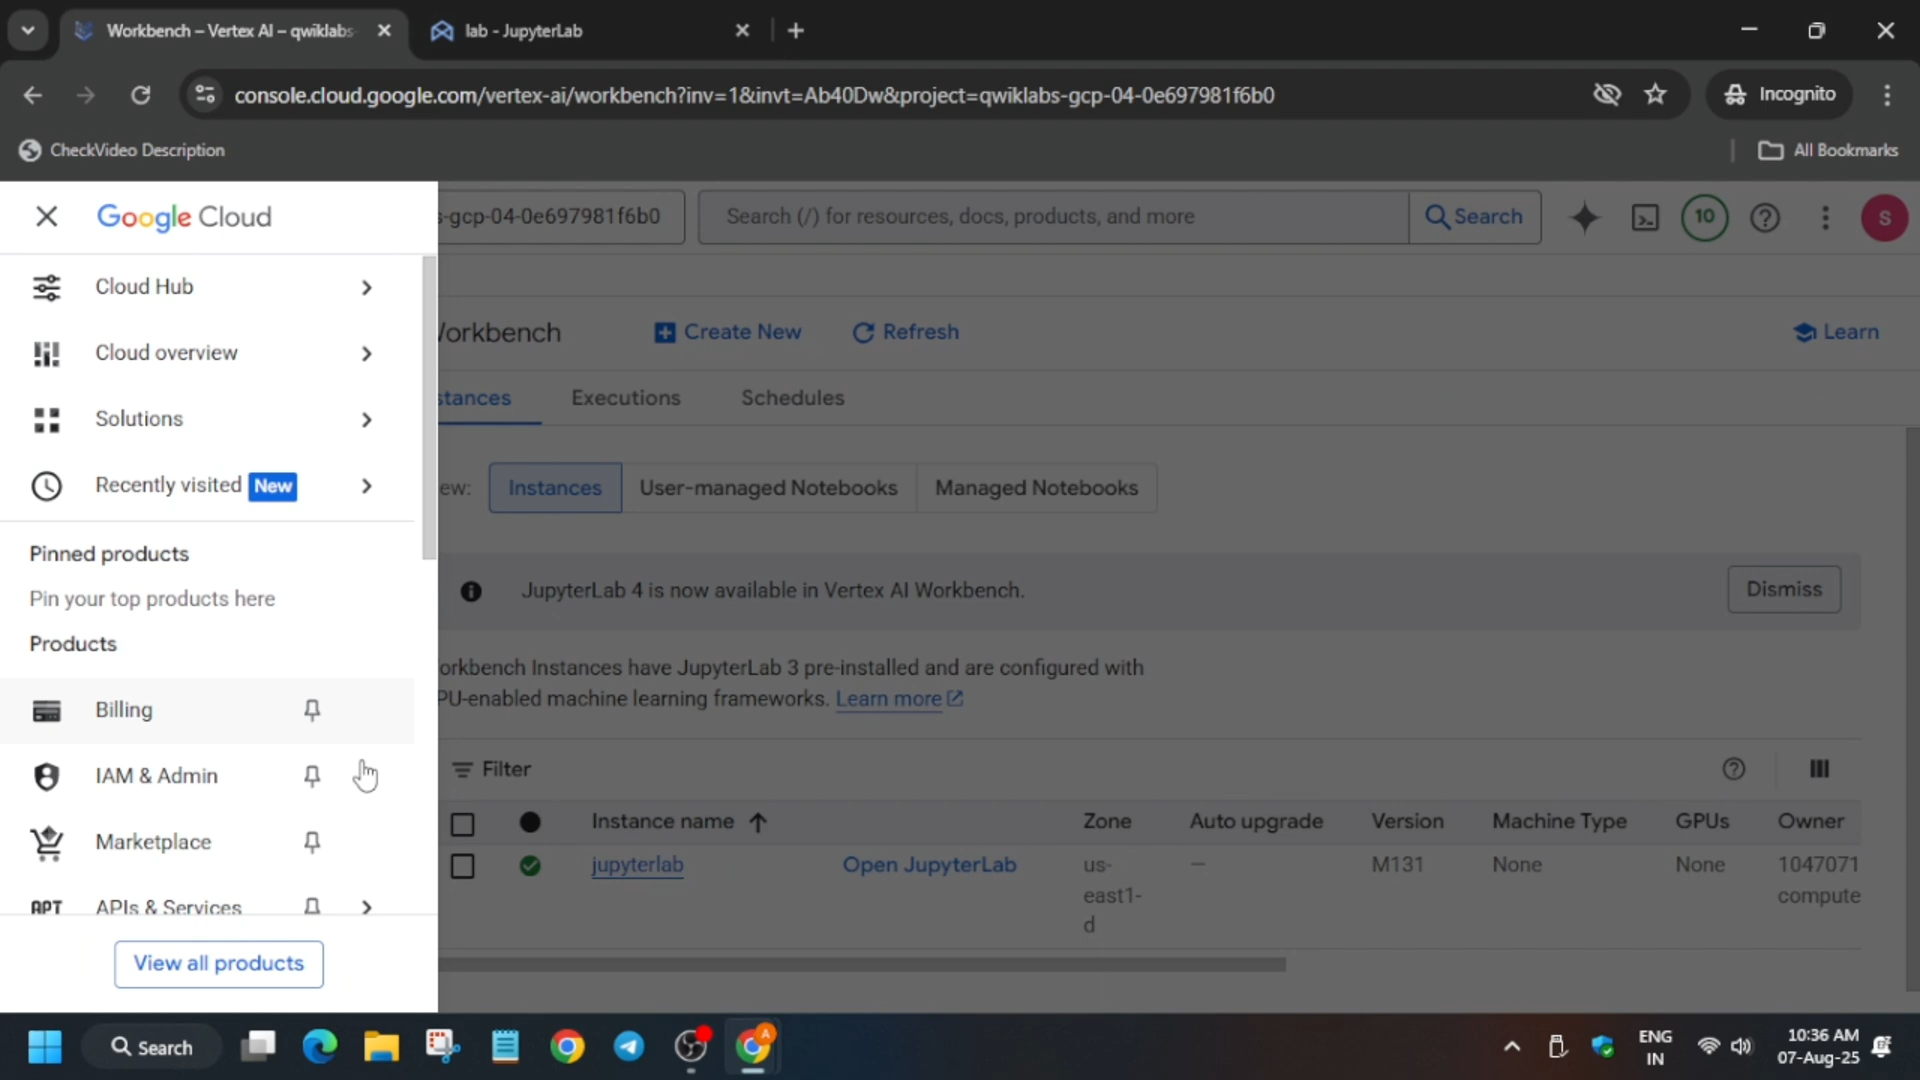 Workbench – Vertex AI – qwiklabs-
lab - JupyterLab
console.cloud.google.com/vertex-ai/workbench?inv=1&invt=Ab40Dw&project=qwiklabs-gcp-04-0e697981f6b0
Incognito
CheckVideo Description
All Bookmarks
Google Cloud
s-gcp-04-0e697981f6b0
Search (/) for resources, docs, products, and more
Search
10
S
Cloud Hub
Cloud overview
Solutions
Recently visited New
Pinned products
Pin your top products here
Products
Billing
IAM & Admin
Marketplace
API APIs & Services
View all products
Workbench
Create New
Refresh
Learn
stances
Executions
Schedules
ew:
Instances
User-managed Notebooks
Managed Notebooks
JupyterLab 4 is now available in Vertex AI Workbench.
Dismiss
orkbench Instances have JupyterLab 3 pre-installed and are configured with
PU-enabled machine learning frameworks. Learn more
Filter
Instance name
Zone
Auto upgrade
Version
Machine Type
GPUs
Owner
jupyterlab
Open JupyterLab
us-
east1-
d
—
M131
None
None
1047071
compute
Search
A
ENG
IN
10:36 AM
07-Aug-25